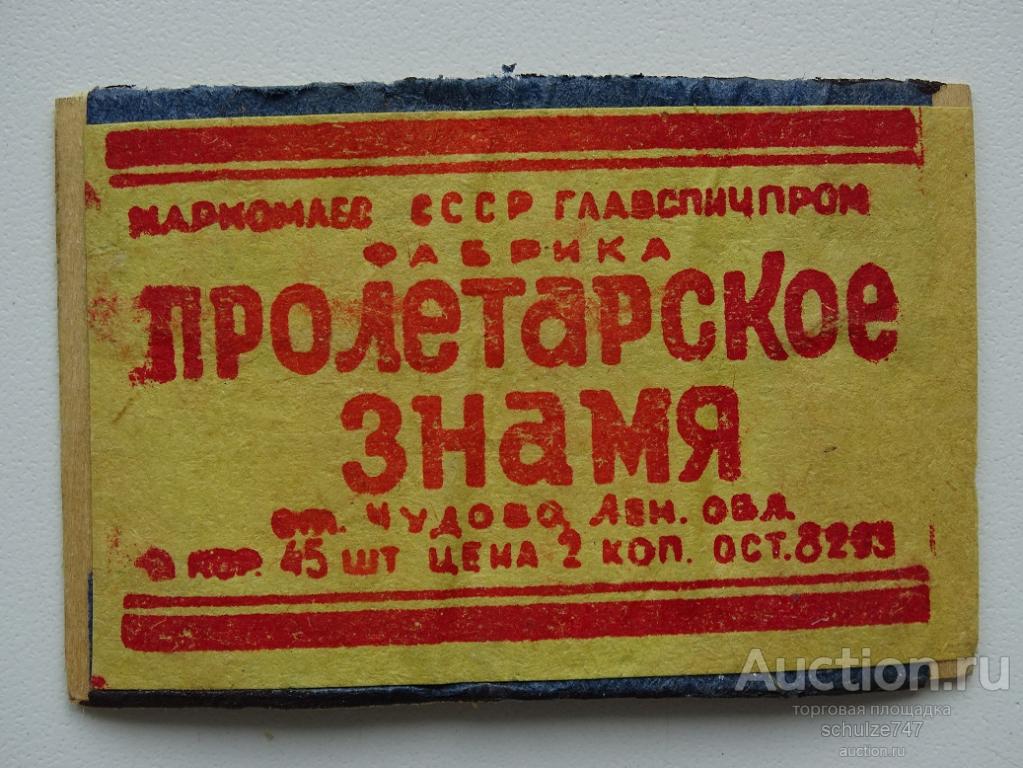 НАРКОМЛЕС СССР ГЛАВСПИЧПРОМ
ФАБРИКА
ПРОЛЕТАРСКОЕ
ЗНАМЯ
ст. ЧУДОВО, ЛЕН. ОБЛ.
В КОР. 45 ШТ ЦЕНА 2 КОП. ОСТ. 8293
Auction.ru
торговая площадка
schulze747
auction.ru